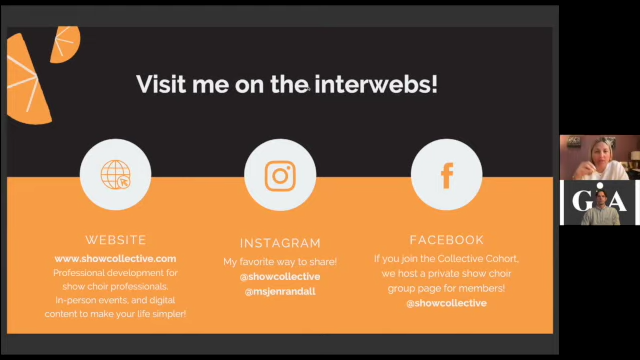 Visit me on the interwebs!
WEBSITE
www.showcollective.com
Professional development for
show choir professionals.
In-person events, and digital
content to make your life simpler!
INSTAGRAM
My favorite way to share!
@showcollective
@msjenrandall
FACEBOOK
If you join the Collective Cohort,
we host a private show choir
group page for members!
@showcollective
GIA